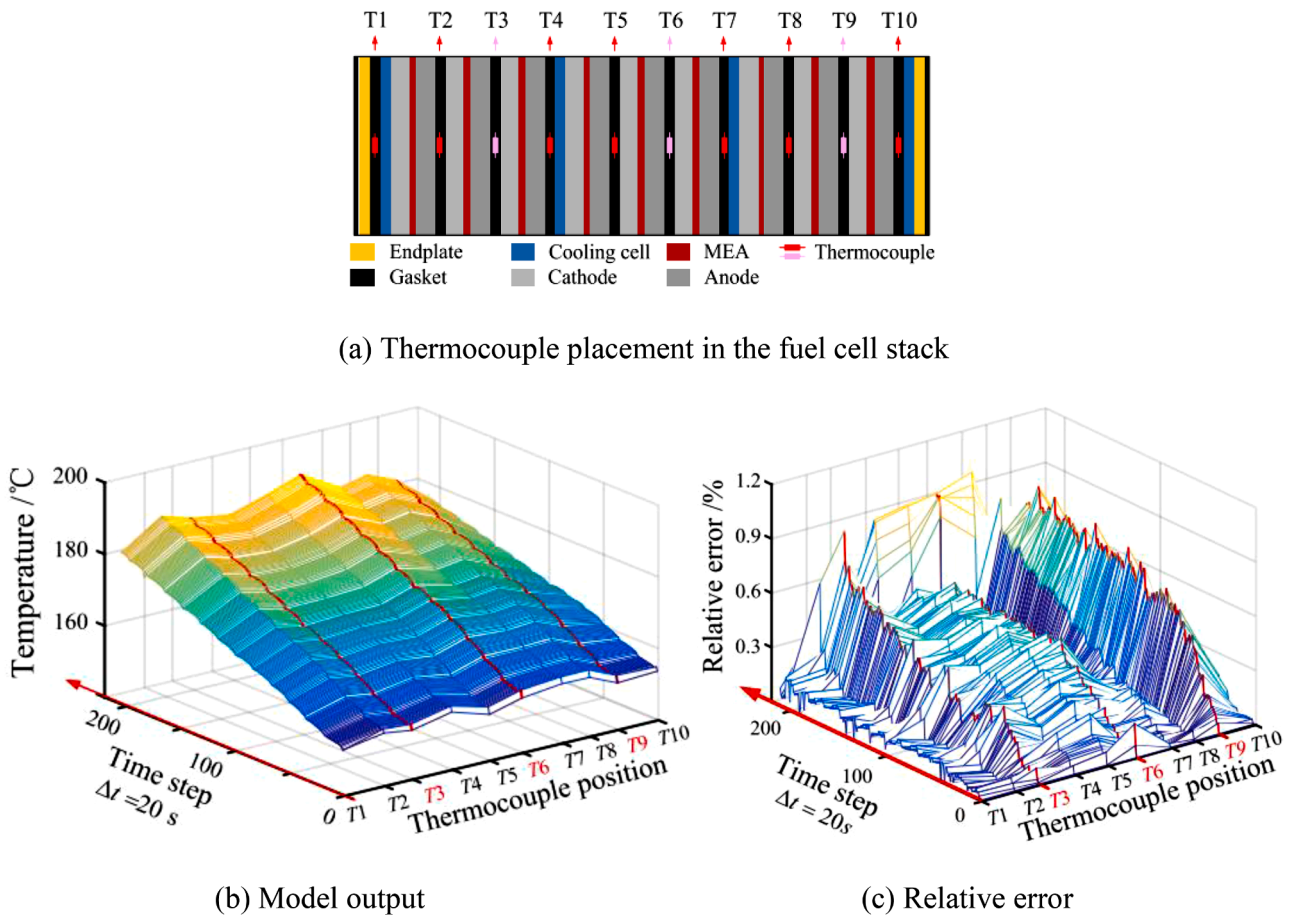 T1 T2 T3 T4 T5 T6 T7 T8 T9 T10
Endplate Cooling cell MEA Thermocouple
Gasket Cathode Anode
(a) Thermocouple placement in the fuel cell stack
Temperature /℃
200
180
160
200
100
0
Time step
Δt =20 s
T1 T2 T3 T4 T5 T6 T7 T8 T9 T10
Thermocouple position
(b) Model output
Relative error /%
1.2
0.9
0.6
0.3
200
100
0
Time step
Δt = 20s
T1 T2 T3 T4 T5 T6 T7 T8 T9 T10
Thermocouple position
(c) Relative error